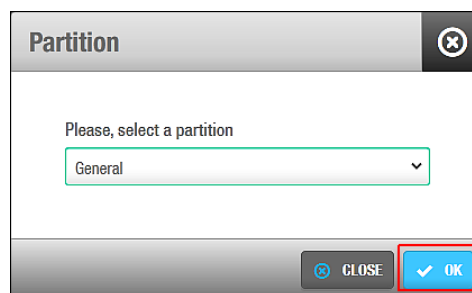 Partition
Please, select a partition
General
CLOSE
OK